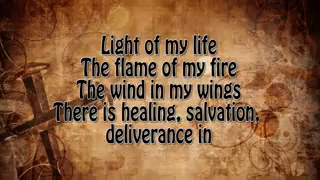 Light of my life
The flame of my fire
The wind in my wings
There is healing, salvation,
deliverance in